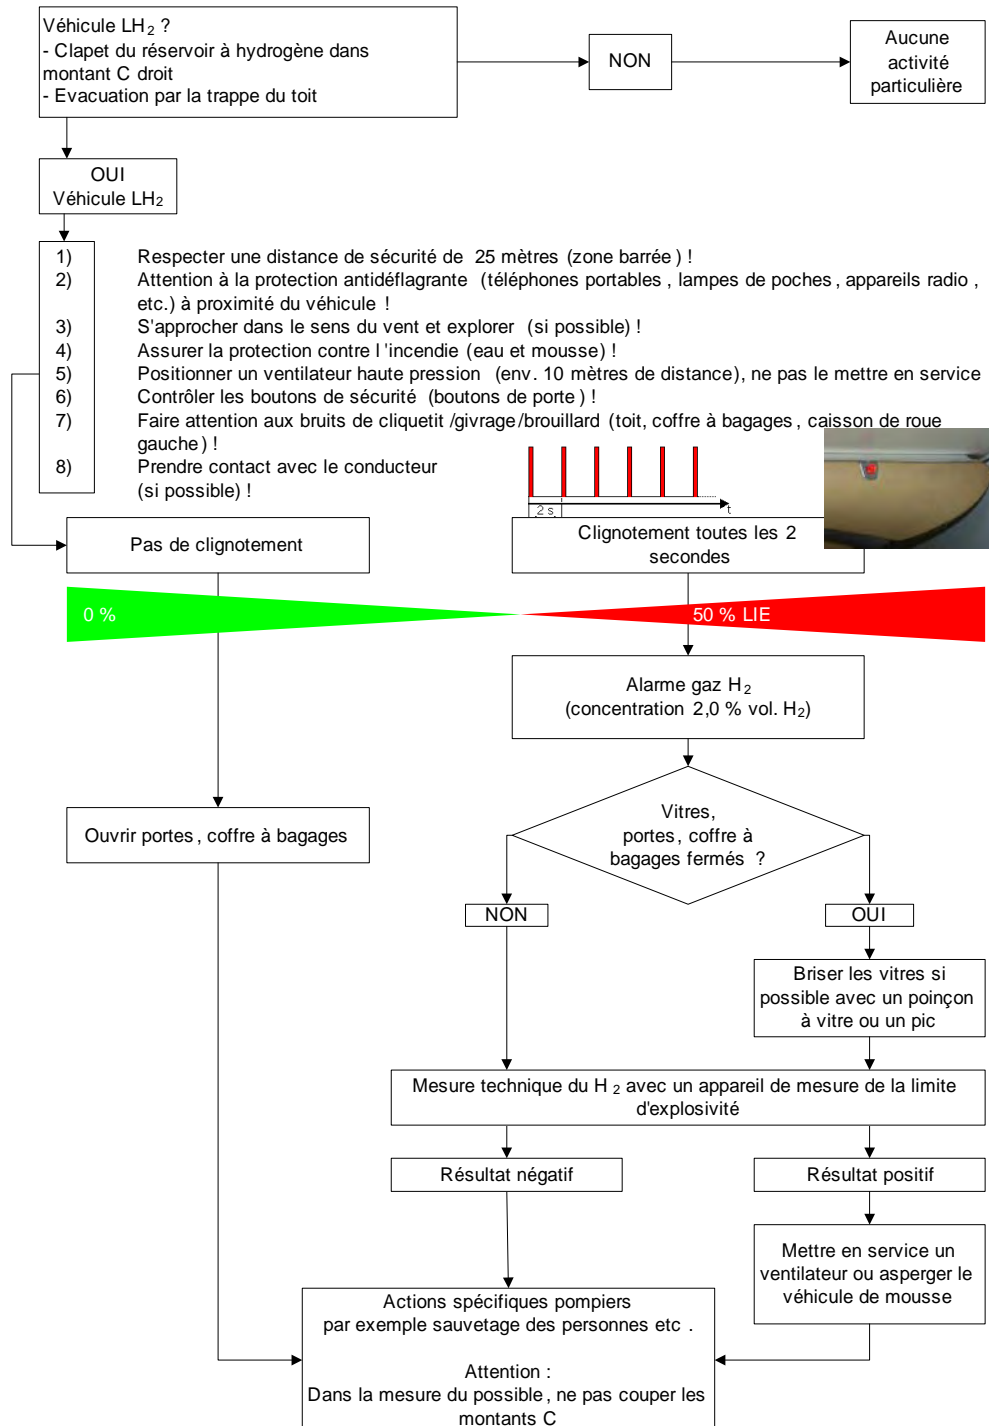 Véhicule LH2 ?
- Clapet du réservoir à hydrogène dans
montant C droit
- Evacuation par la trappe du toit
NON
Aucune
activité
particulière
OUI
Véhicule LH2
1) Respecter une distance de sécurité de 25 mètres (zone barrée) !
2) Attention à la protection antidéflagrante (téléphones portables, lampes de poches, appareils radio,
etc.) à proximité du véhicule !
3) S'approcher dans le sens du vent et explorer (si possible) !
4) Assurer la protection contre l'incendie (eau et mousse) !
5) Positionner un ventilateur haute pression (env. 10 mètres de distance), ne pas le mettre en service
6) Contrôler les boutons de sécurité (boutons de porte) !
7) Faire attention aux bruits de cliquetit /givrage/brouillard (toit, coffre à bagages, caisson de roue
gauche) !
8) Prendre contact avec le conducteur
(si possible) !
2 s
t
Pas de clignotement
Clignotement toutes les 2
secondes
0 %
50 % LIE
Alarme gaz H2
(concentration 2,0 % vol. H2)
Vitres,
portes, coffre à
bagages fermés ?
Ouvrir portes, coffre à bagages
NON
OUI
Briser les vitres si
possible avec un poinçon
à vitre ou un pic
Mesure technique du H2 avec un appareil de mesure de la limite
d'explosivité
Résultat négatif
Résultat positif
Mettre en service un
ventilateur ou asperger le
véhicule de mousse
Actions spécifiques pompiers
par exemple sauvetage des personnes etc.
Attention :
Dans la mesure du possible, ne pas couper les
montants C